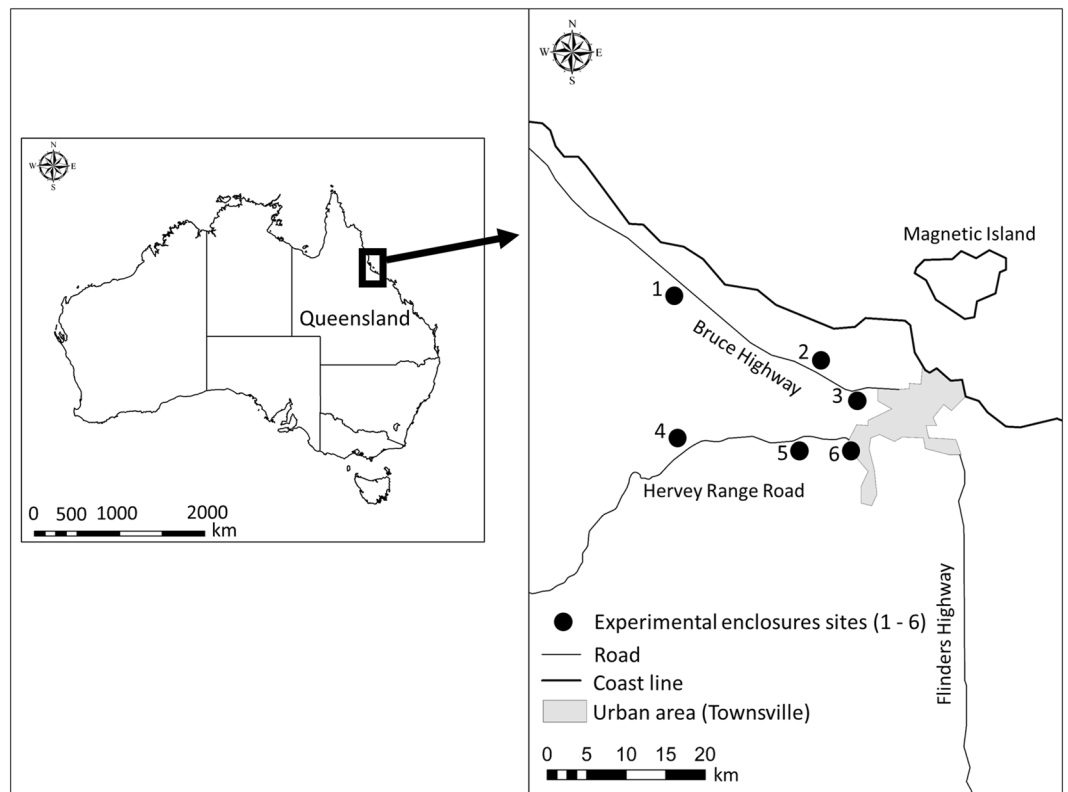 N
W E
S
Queensland
0 500 1000 2000
km
N
W E
S
Magnetic Island
1
Bruce Highway
2
3
4
5
6
Hervey Range Road
Flinders Highway
Experimental enclosures sites (1 - 6)
Road
Coast line
Urban area (Townsville)
0 5 10 15 20
km